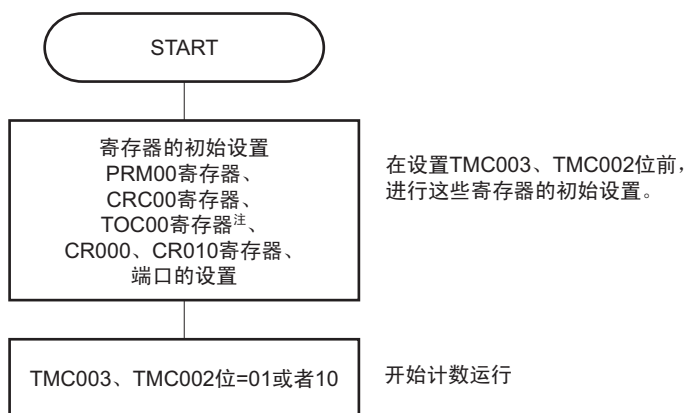 START
寄存器的初始设置
PRM00寄存器、
CRC00寄存器、
TOC00寄存器注、
CR000、CR010寄存器、
端口的设置
在设置TMC003、TMC002位前，
进行这些寄存器的初始设置。
TMC003、TMC002位=01或者10
开始计数运行